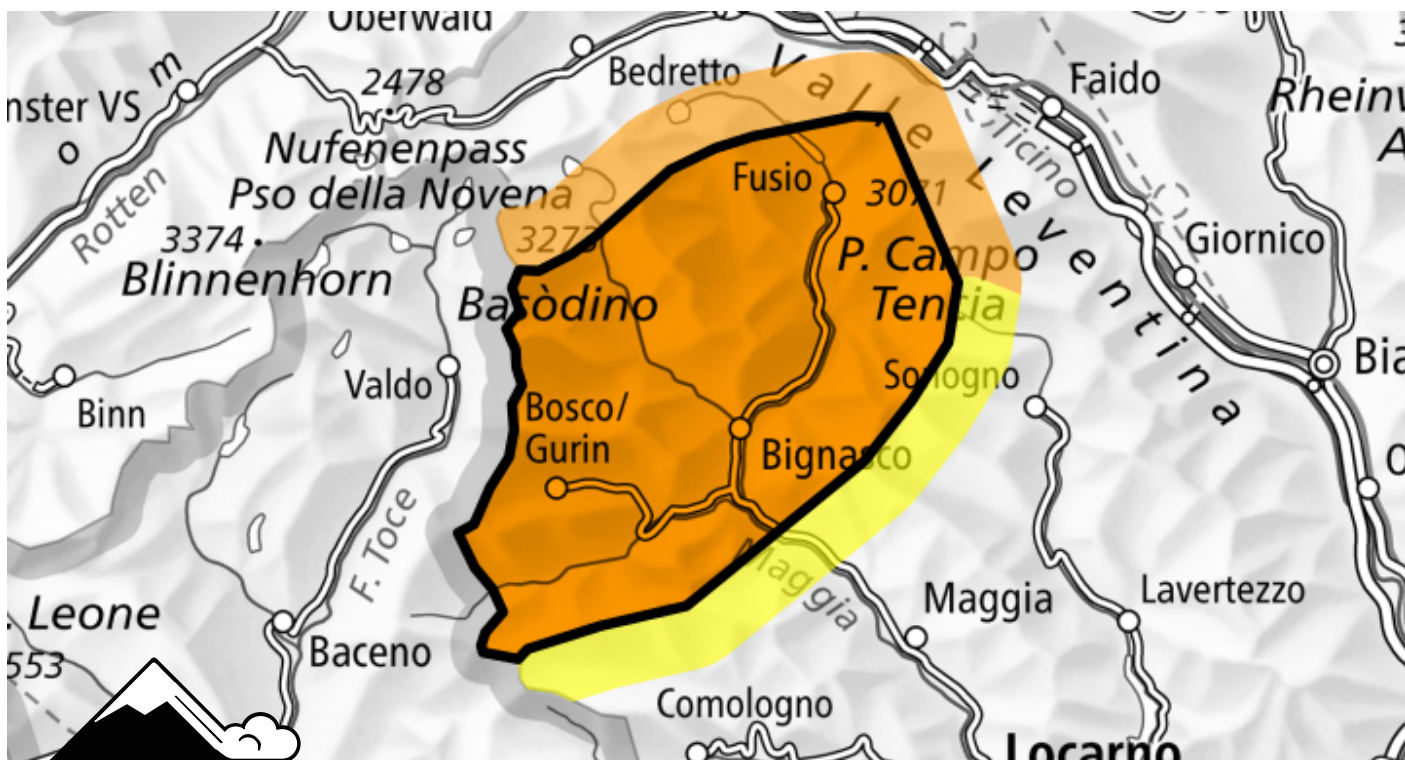 Oberwald
m
2478
Bedretto
Valle Leventina
Faido
nster VS
o
Nufenenpass
Pso della Novena
Rotten
Fusio
3071
Ticino
3374
Blinnenhorn
3273
P. Campo
Tencia
Giornico
Basòdino
Valdo
Sonogno
Binn
Bosco/
Gurin
Bignasco
F. Toce
Maggia
Maggia
Lavertezzo
. Leone
553
Baceno
Comologno
Locarno